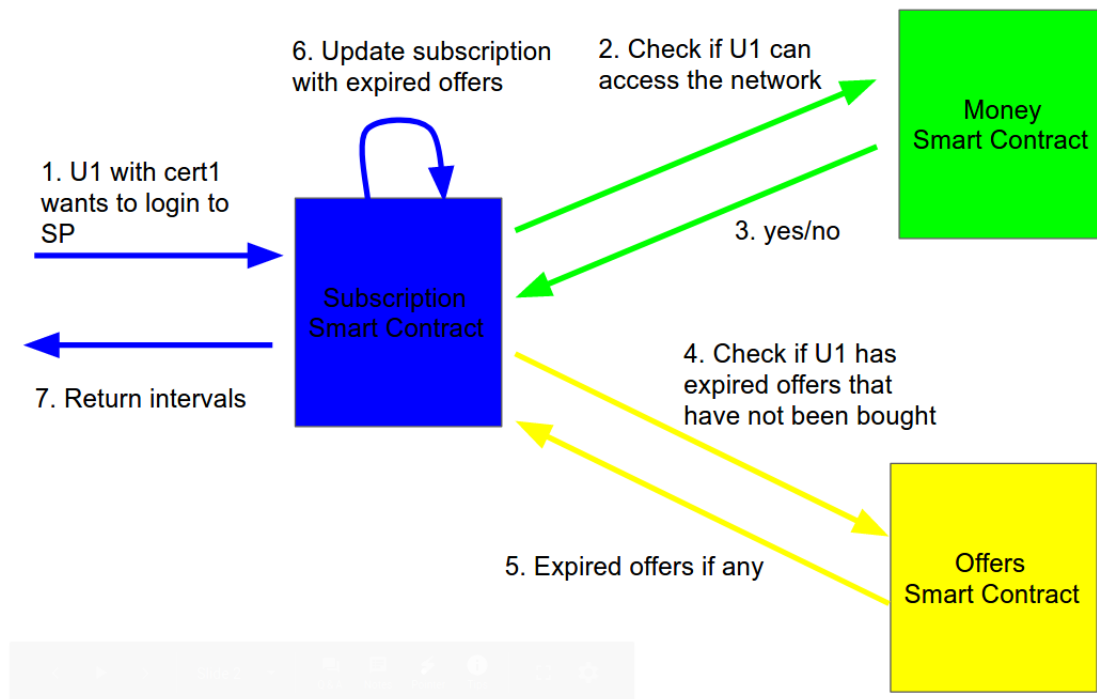 6. Update subscription
with expired offers
2. Check if U1 can
access the network
Money
Smart Contract
1. U1 with cert1
wants to login to
SP
3. yes/no
Subscription
Smart Contract
4. Check if U1 has
expired offers that
have not been bought
7. Return intervals
5. Expired offers if any
Offers
Smart Contract